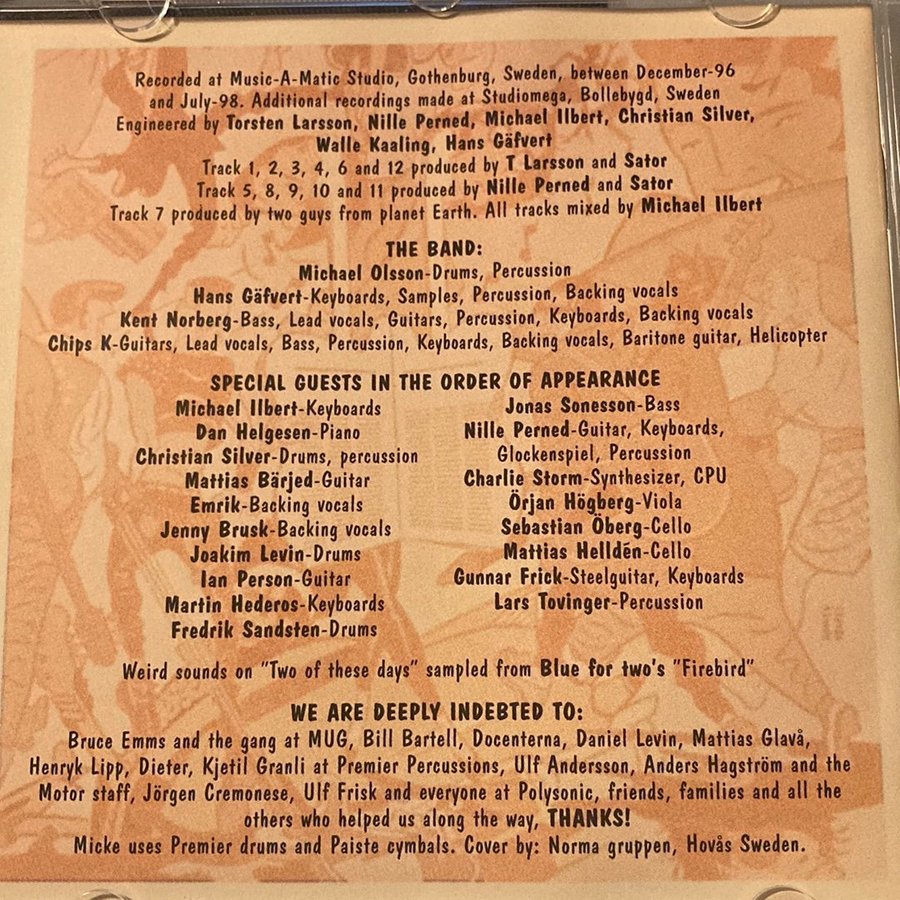 Recorded at Music-A-Matic Studio, Gothenburg, Sweden, between December-96
and July-98. Additional recordings made at Studiomega, Bollebygd, Sweden
Engineered by Torsten Larsson, Nille Perned, Michael Ilbert, Christian Silver,
Walle Kaaling, Hans Gäfvert
Track 1, 2, 3, 4, 6 and 12 produced by T Larsson and Sator
Track 5, 8, 9, 10 and 11 produced by Nille Perned and Sator
Track 7 produced by two guys from planet Earth. All tracks mixed by Michael Ilbert
THE BAND:
Michael Olsson-Drums, Percussion
Hans Gäfvert-Keyboards, Samples, Percussion, Backing vocals
Kent Norberg-Bass, Lead vocals, Guitars, Percussion, Keyboards, Backing vocals
Chips K-Guitars, Lead vocals, Bass, Percussion, Keyboards, Backing vocals, Baritone guitar, Helicopter
SPECIAL GUESTS IN THE ORDER OF APPEARANCE
Michael Ilbert-Keyboards
Dan Helgesen-Piano
Christian Silver-Drums, percussion
Mattias Bärjed-Guitar
Emrik-Backing vocals
Jenny Brusk-Backing vocals
Joakim Levin-Drums
Ian Person-Guitar
Martin Hederos-Keyboards
Fredrik Sandsten-Drums
Jonas Sonesson-Bass
Nille Perned-Guitar, Keyboards,
Glockenspiel, Percussion
Charlie Storm-Synthesizer, CPU
Örjan Högberg-Viola
Sebastian Öberg-Cello
Mattias Helldén-Cello
Gunnar Frick-Steelguitar, Keyboards
Lars Tovinger-Percussion
Weird sounds on "Two of these days" sampled from Blue for two's "Firebird"
WE ARE DEEPLY INDEBTED TO:
Bruce Emms and the gang at MUG, Bill Bartell, Docenterna, Daniel Levin, Mattias Glavå,
Henryk Lipp, Dieter, Kjetil Granli at Premier Percussions, Ulf Andersson, Anders Hagström and the
Motor staff, Jörgen Cremonese, Ulf Frisk and everyone at Polysonic, friends, families and all the
others who helped us along the way, THANKS!
Micke uses Premier drums and Paiste cymbals. Cover by: Norma gruppen, Hovås Sweden.